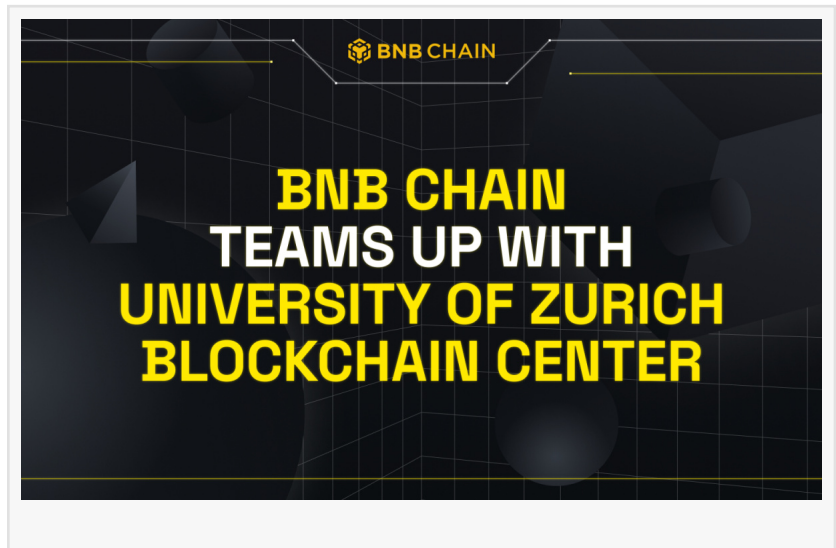 BNB CHAIN
BNB CHAIN
TEAMS UP WITH
UNIVERSITY OF ZURICH
BLOCKCHAIN CENTER